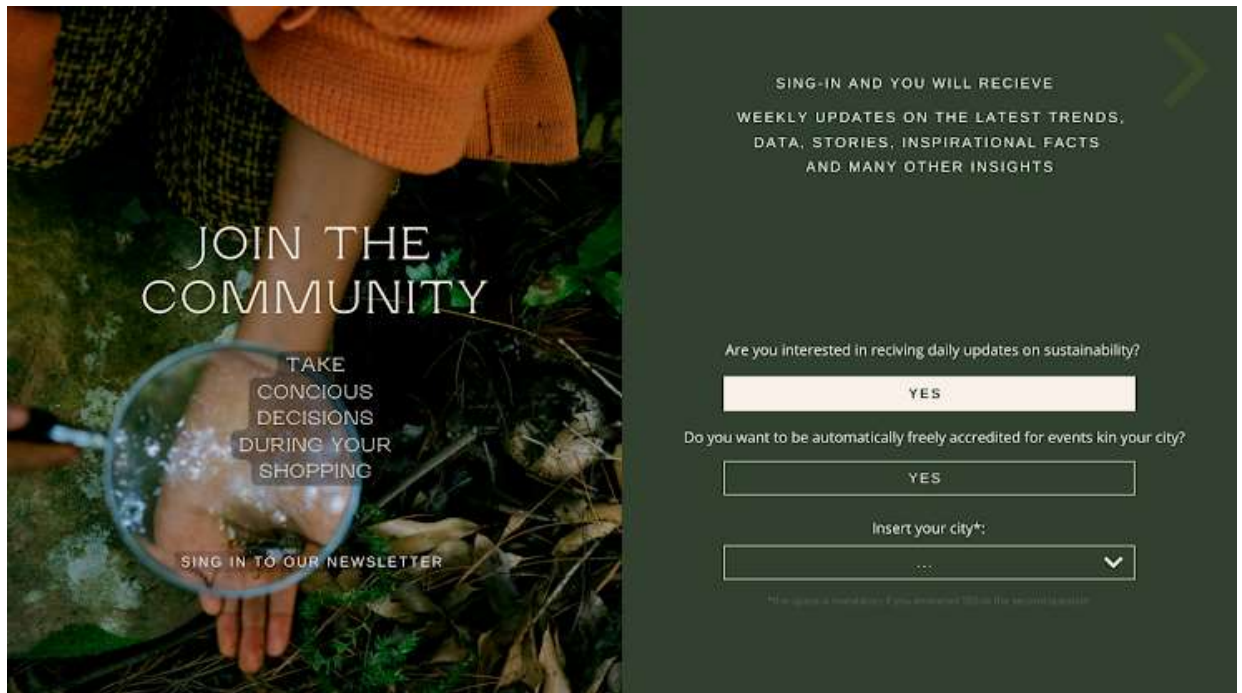 JOIN THE
COMMUNITY
TAKE
CONCIOUS
DECISIONS
DURING YOUR
SHOPPING
SING IN TO OUR NEWSLETTER
SING-IN AND YOU WILL RECIEVE
WEEKLY UPDATES ON THE LATEST TRENDS,
DATA, STORIES, INSPIRATIONAL FACTS
AND MANY OTHER INSIGHTS
Are you interested in reciving daily updates on sustainability?
YES
Do you want to be automatically freely accredited for events kin your city?
YES
Insert your city*:
...